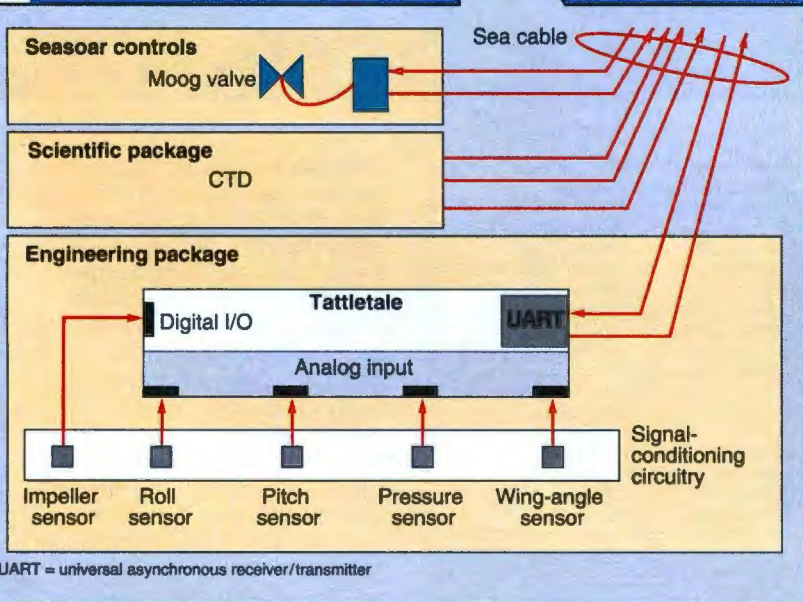 Seasoar controls
Moog valve
Sea cable
Scientific package
CTD
Engineering package
Tattletale
Digital I/O
UART
Analog input
Signal-
conditioning
circuitry
Impeller
sensor
Roll
sensor
Pitch
sensor
Pressure
sensor
Wing-angle
sensor
UART = universal asynchronous receiver/transmitter